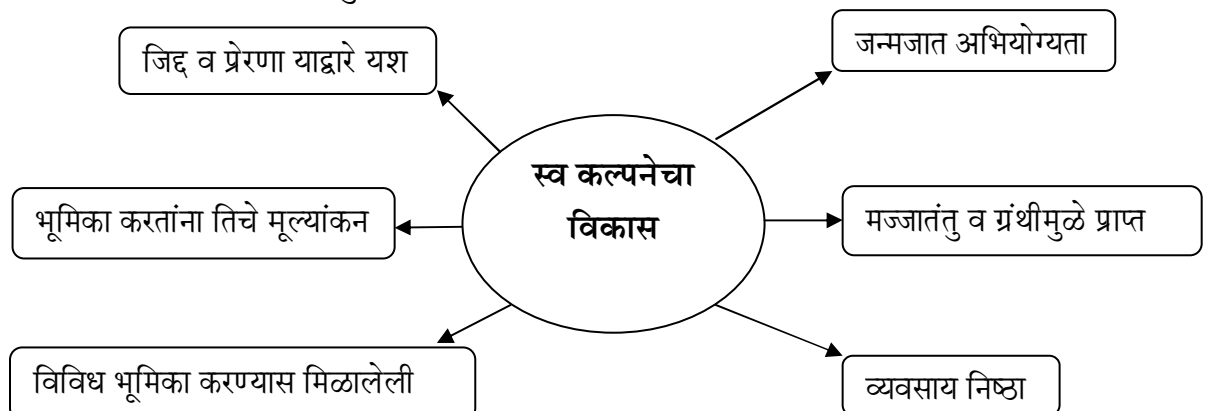 जिद्द व प्रेरणा याद्वारे यश
जन्मजात अभियोग्यता
स्व कल्पनेचा
विकास
भूमिका करतांना तिचे मूल्यांकन
मज्जातंतु व ग्रंथीमुळे प्राप्त
विविध भूमिका करण्यास मिळालेली
व्यवसाय निष्ठा